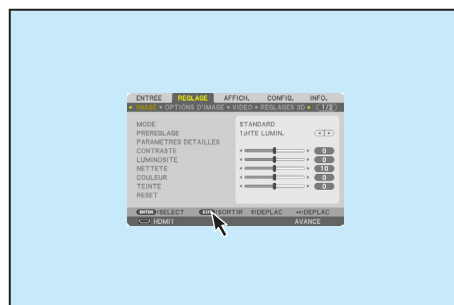 ENTREE REGLAGE AFFICH. CONFIG. INFO.
IMAGE • OPTIONS D'IMAGE • VIDEO • REGLAGES 3D 1/2
MODE STANDARD
PREREGLAGE 1:HTE LUMIN.
PARAMETRES DETAILLES
CONTRASTE 0
LUMINOSITE 0
NETTETE 10
COULEUR 0
TEINTE 0
RESET
ENTER :SELECT EXIT :SORTIR :DEPLAC :DEPLAC
HDMI1 AVANCE